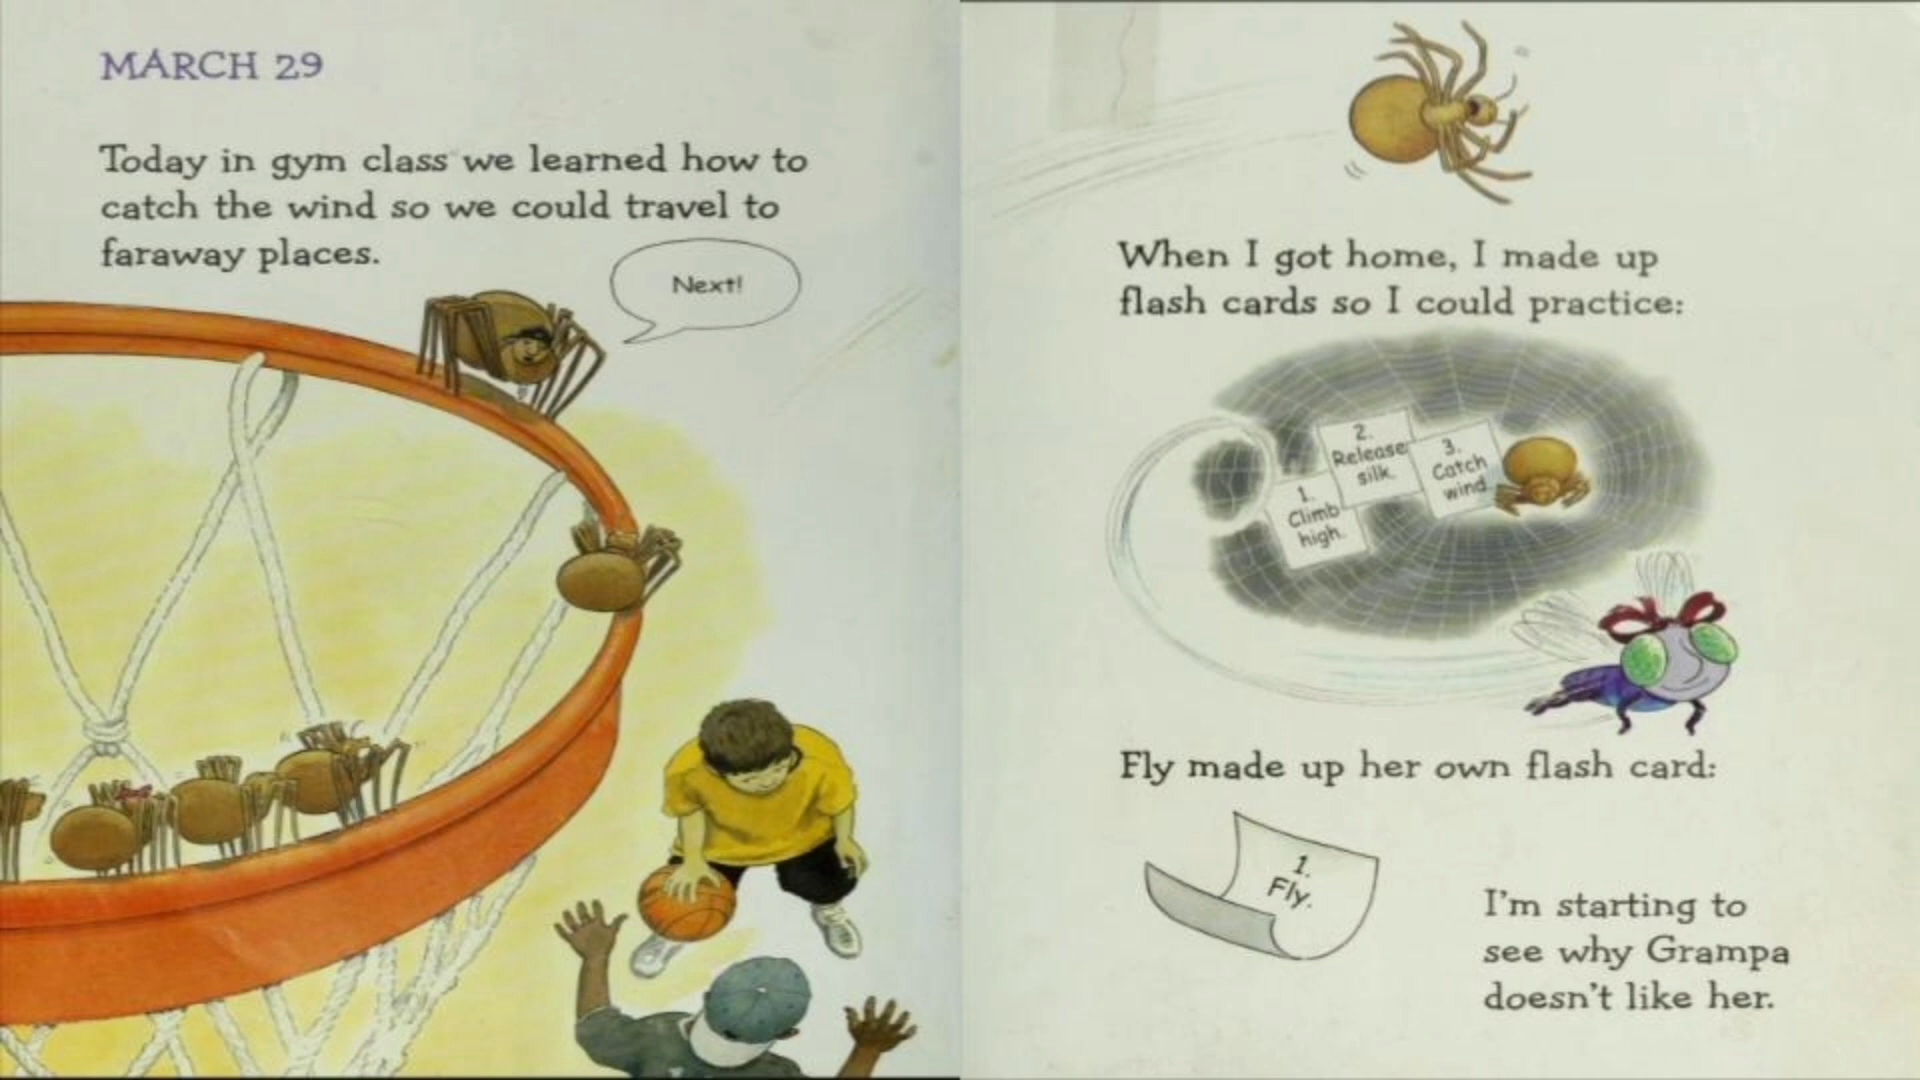 MARCH 29
Today in gym class we learned how to
catch the wind so we could travel to
faraway places.
Next!
When I got home, I made up
flash cards so I could practice:
1.
Climb
high.
2.
Release
silk.
3.
Catch
wind.
Fly made up her own flash card:
1.
Fly.
I'm starting to
see why Grampa
doesn't like her.